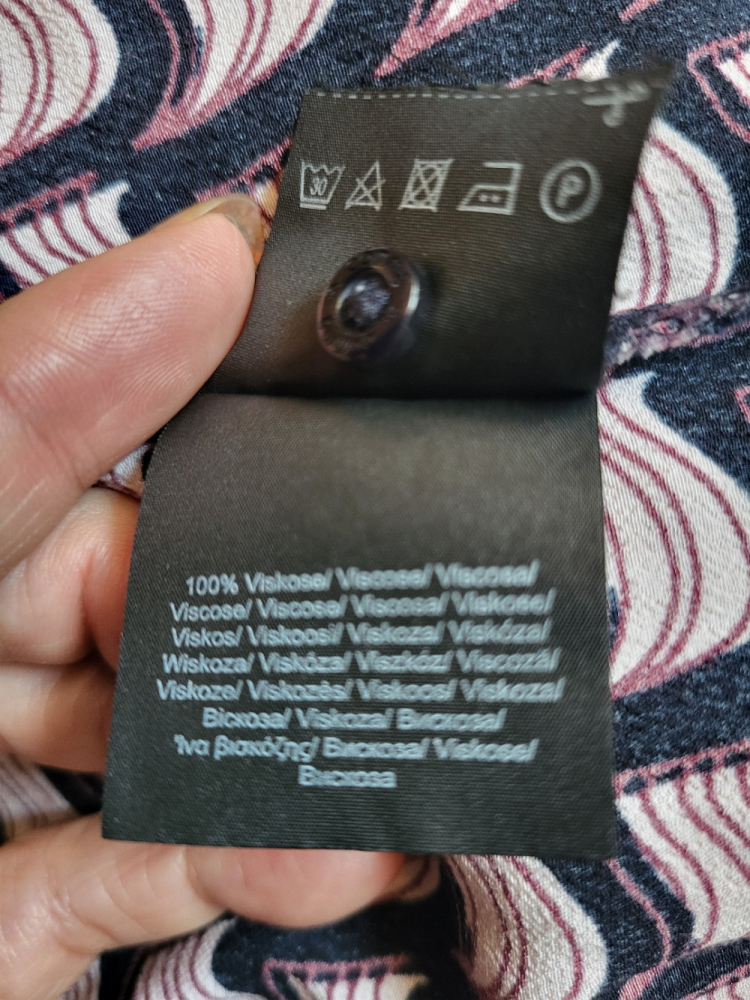 30
P
100% Viskose/ Viscose/ Viscosa/
Viscose/ Viscose/ Viscosa/ Viskose/
Viskos/ Viskoosi/ Viskoza/ Viskóza/
Wiskoza/ Viskóza/ Viszkóz/ Viscoză/
Viskoze/ Viskozės/ Viskoos/ Viskoza/
Віскоза/ Viskoza/ Вискоза/
Ίνα βισκόζης/ Вискоза/ Viskose/
Вискоза